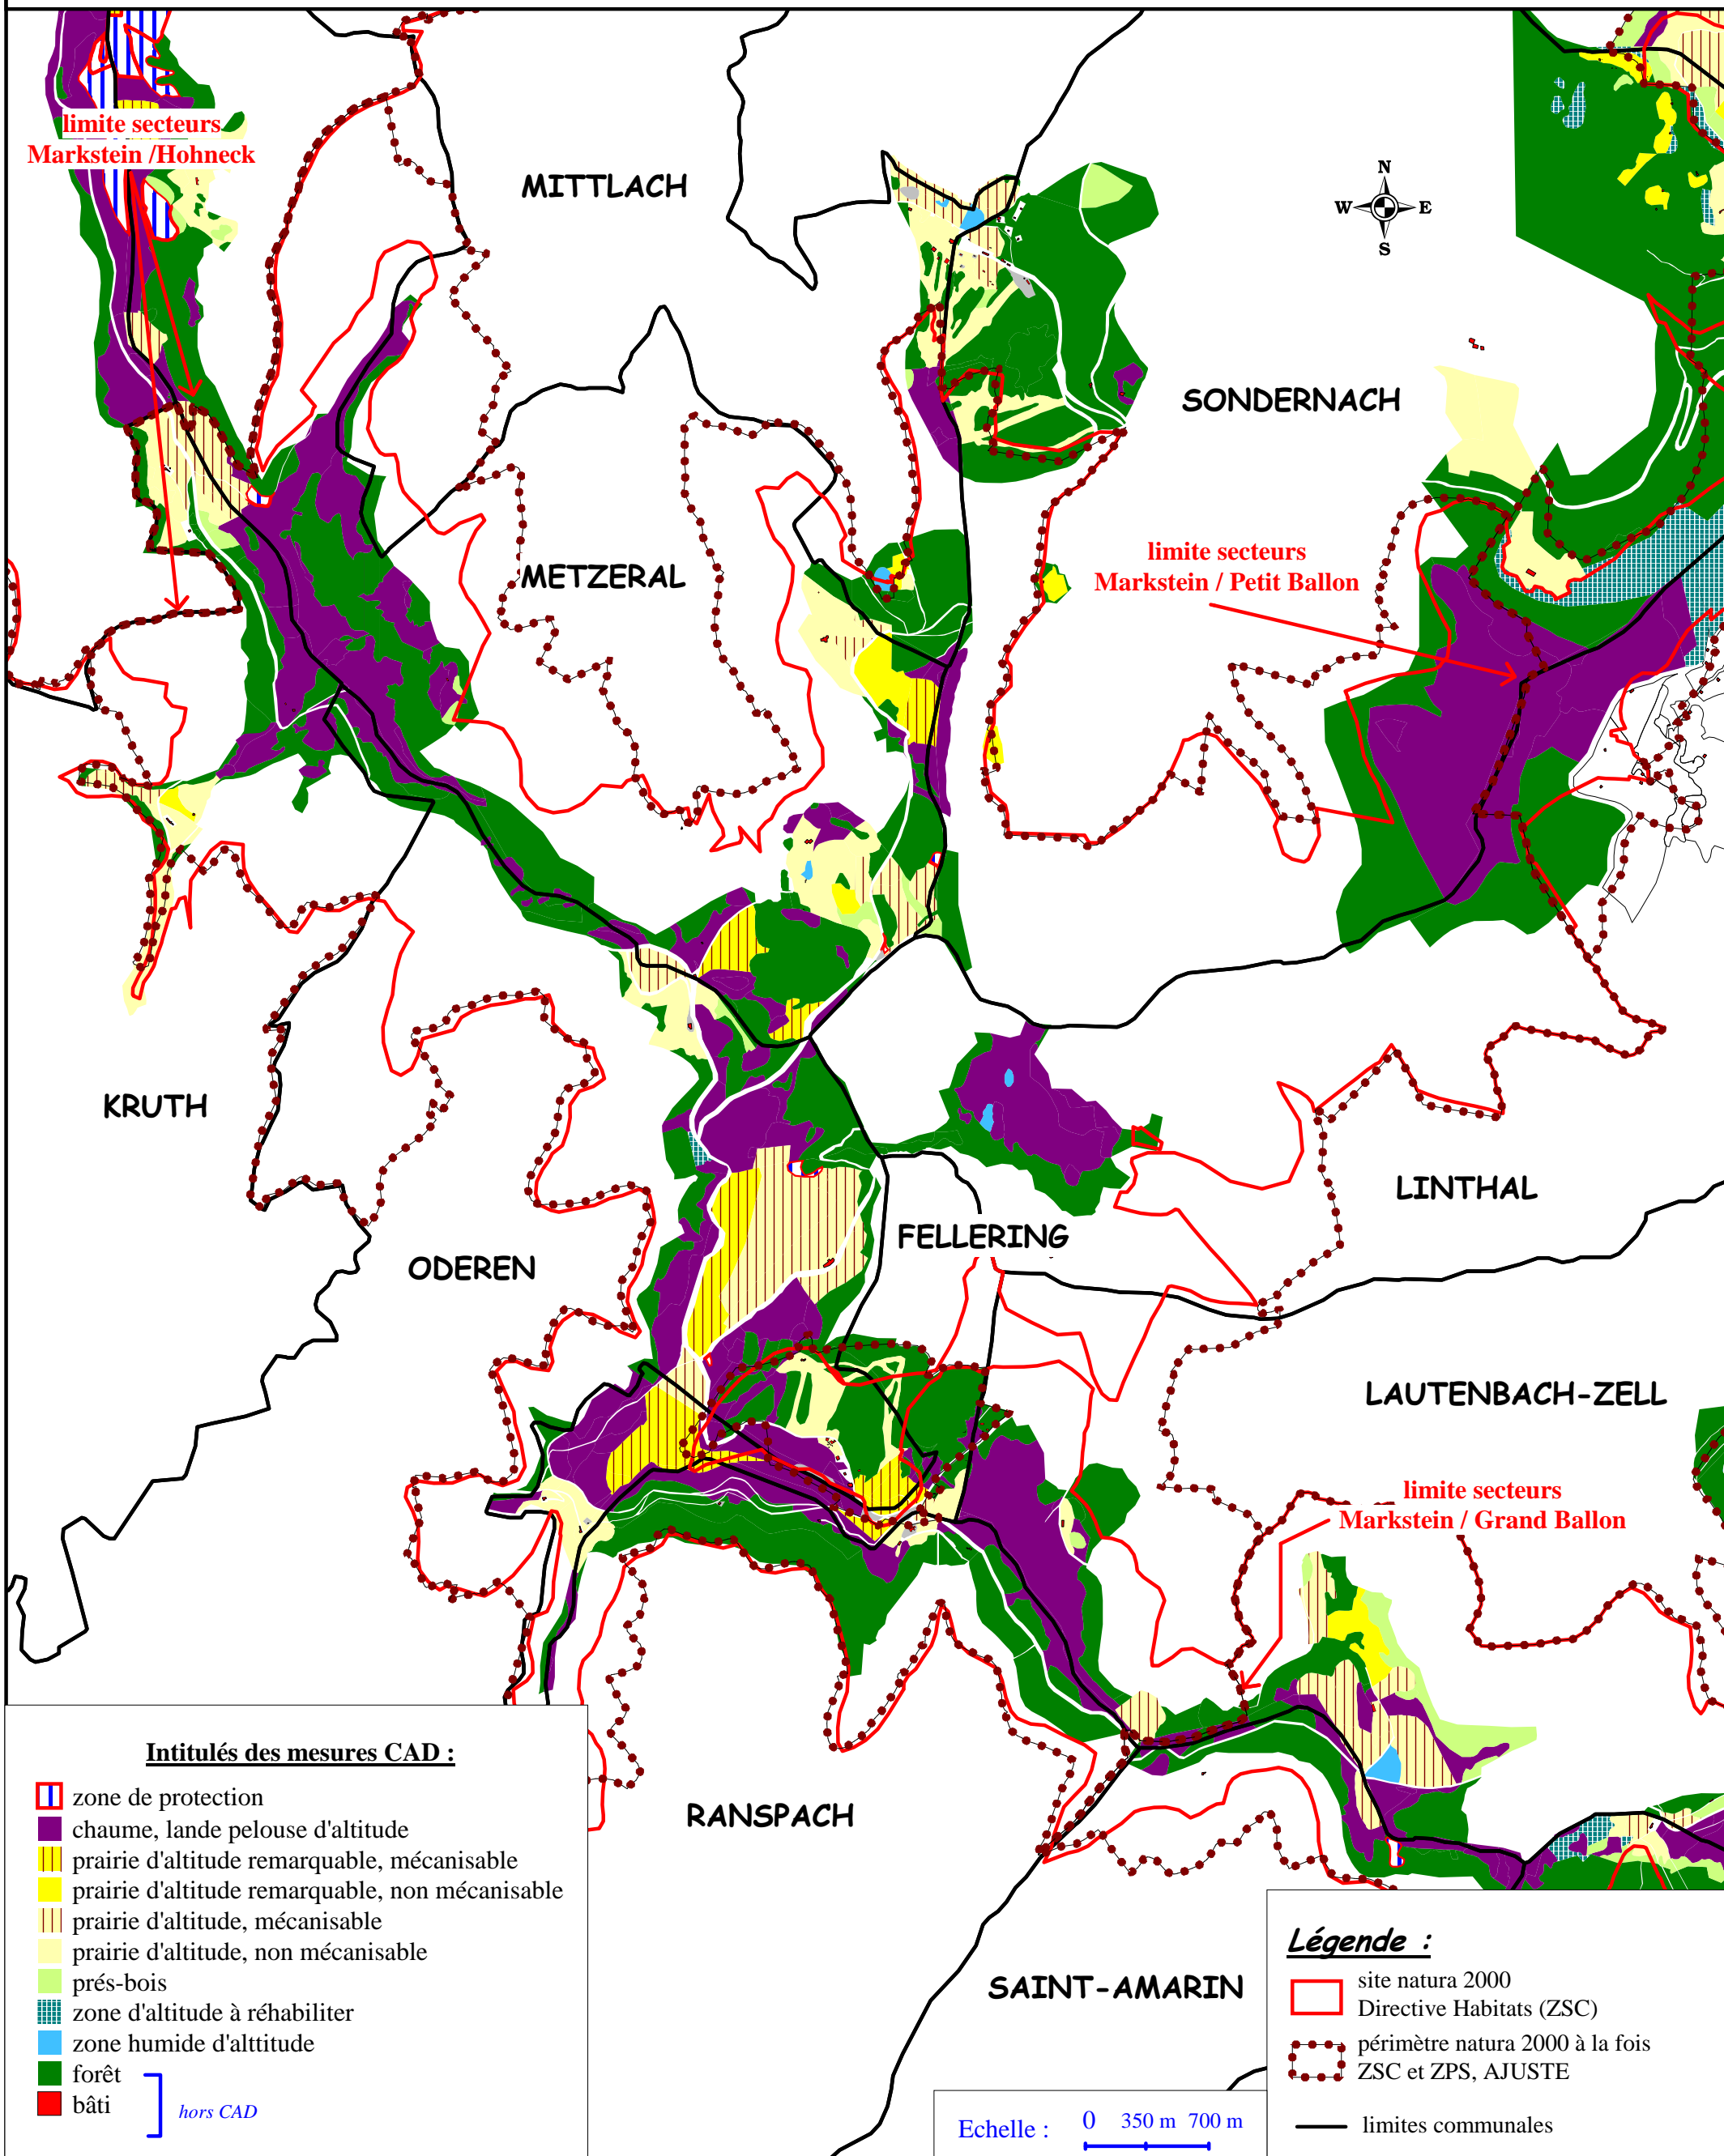 limite secteurs
Markstein /Hohneck
MITTLACH
N
W E
S
SONDERNACH
METZERAL
limite secteurs
Markstein / Petit Ballon
KRUTH
LINTHAL
FELLERING
ODEREN
LAUTENBACH-ZELL
limite secteurs
Markstein / Grand Ballon
RANSPACH
SAINT-AMARIN
Intitulés des mesures CAD :
zone de protection
chaume, lande pelouse d'altitude
prairie d'altitude remarquable, mécanisable
prairie d'altitude remarquable, non mécanisable
prairie d'altitude, mécanisable
prairie d'altitude, non mécanisable
prés-bois
zone d'altitude à réhabiliter
zone humide d'alttitude
forêt
bâti
hors CAD
Echelle : 0 350 m 700 m
Légende :
site natura 2000
Directive Habitats (ZSC)
périmètre natura 2000 à la fois
ZSC et ZPS, AJUSTE
limites communales